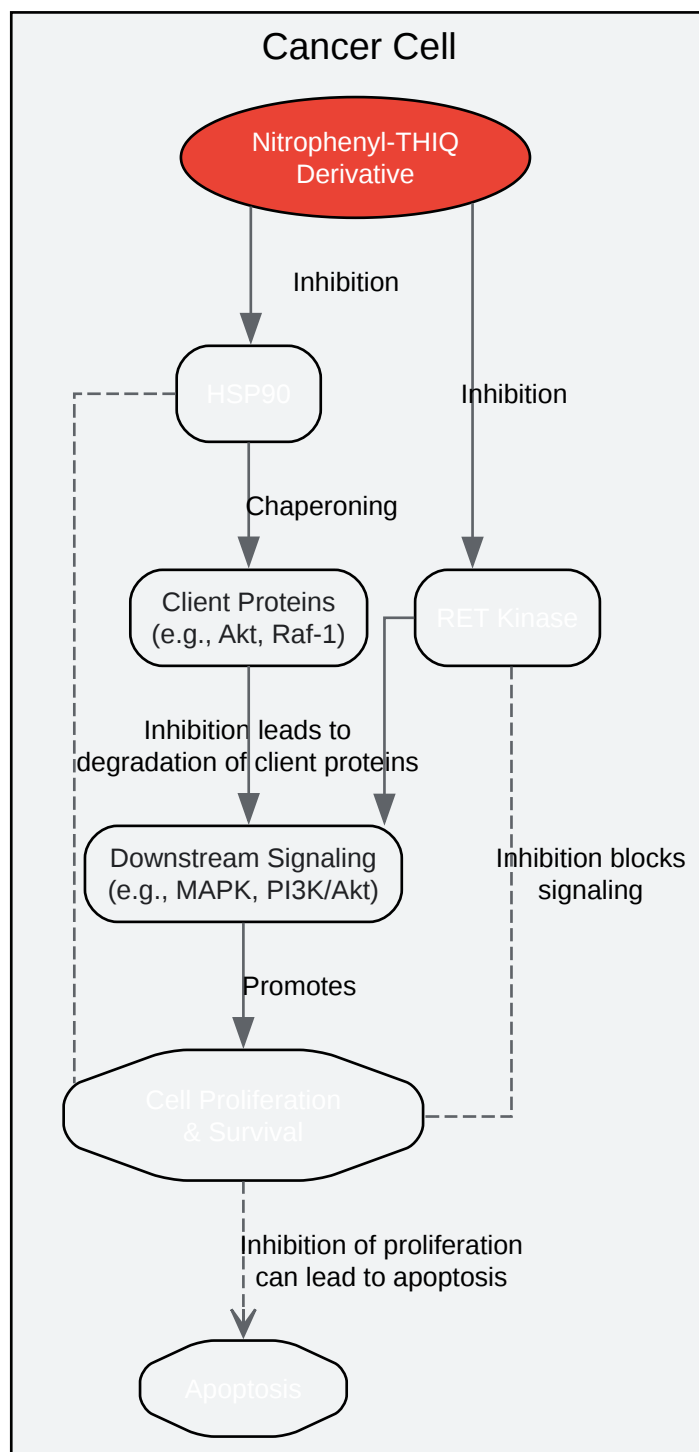 Cancer Cell
Nitrophenyl-THIQ
Derivative
Inhibition
HSP90
Inhibition
Chaperoning
Client Proteins
(e.g., Akt, Raf-1)
RET Kinase
Inhibition leads to
degradation of client proteins
Downstream Signaling
(e.g., MAPK, PI3K/Akt)
Inhibition blocks
signaling
Promotes
Cell Proliferation
& Survival
Inhibition of proliferation
can lead to apoptosis
Apoptosis